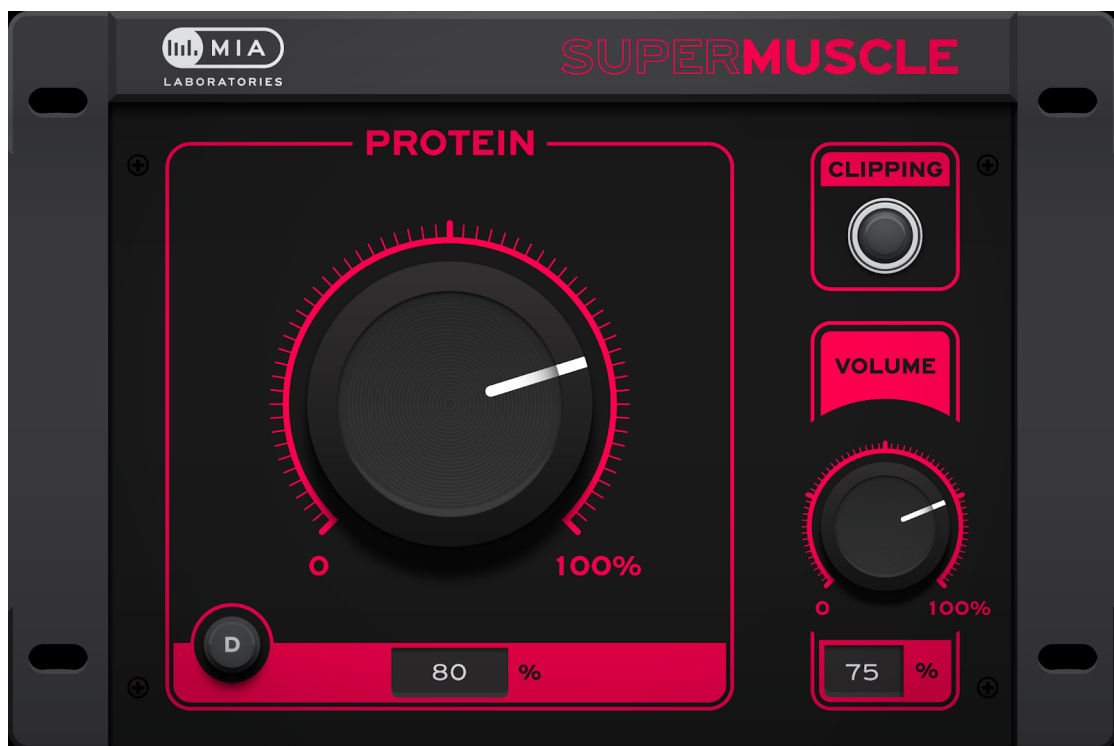 MIA
LABORATORIES
SUPERMUSCLE
PROTEIN
0
100%
D
80 %
CLIPPING
VOLUME
0
100%
75 %